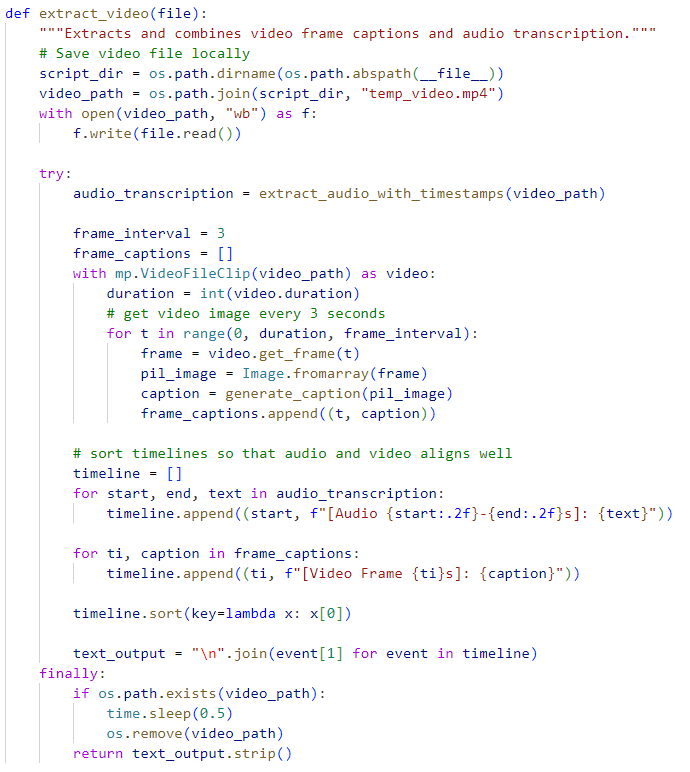 def extract_video(file):
    """Extracts and combines video frame captions and audio transcription."""
    # Save video file locally
    script_dir = os.path.dirname(os.path.abspath(__file__))
    video_path = os.path.join(script_dir, "temp_video.mp4")
    with open(video_path, "wb") as f:
        f.write(file.read())

    try:
        audio_transcription = extract_audio_with_timestamps(video_path)

        frame_interval = 3
        frame_captions = []
        with mp.VideoFileClip(video_path) as video:
            duration = int(video.duration)
            # get video image every 3 seconds
            for t in range(0, duration, frame_interval):
                frame = video.get_frame(t)
                pil_image = Image.fromarray(frame)
                caption = generate_caption(pil_image)
                frame_captions.append((t, caption))

        # sort timelines so that audio and video aligns well
        timeline = []
        for start, end, text in audio_transcription:
            timeline.append((start, f"[Audio {start:.2f}-{end:.2f}s]: {text}"))

        for ti, caption in frame_captions:
            timeline.append((ti, f"[Video Frame {ti}s]: {caption}"))

        timeline.sort(key=lambda x: x[0])

        text_output = "\n".join(event[1] for event in timeline)
    finally:
        if os.path.exists(video_path):
            time.sleep(0.5)
            os.remove(video_path)
        return text_output.strip()